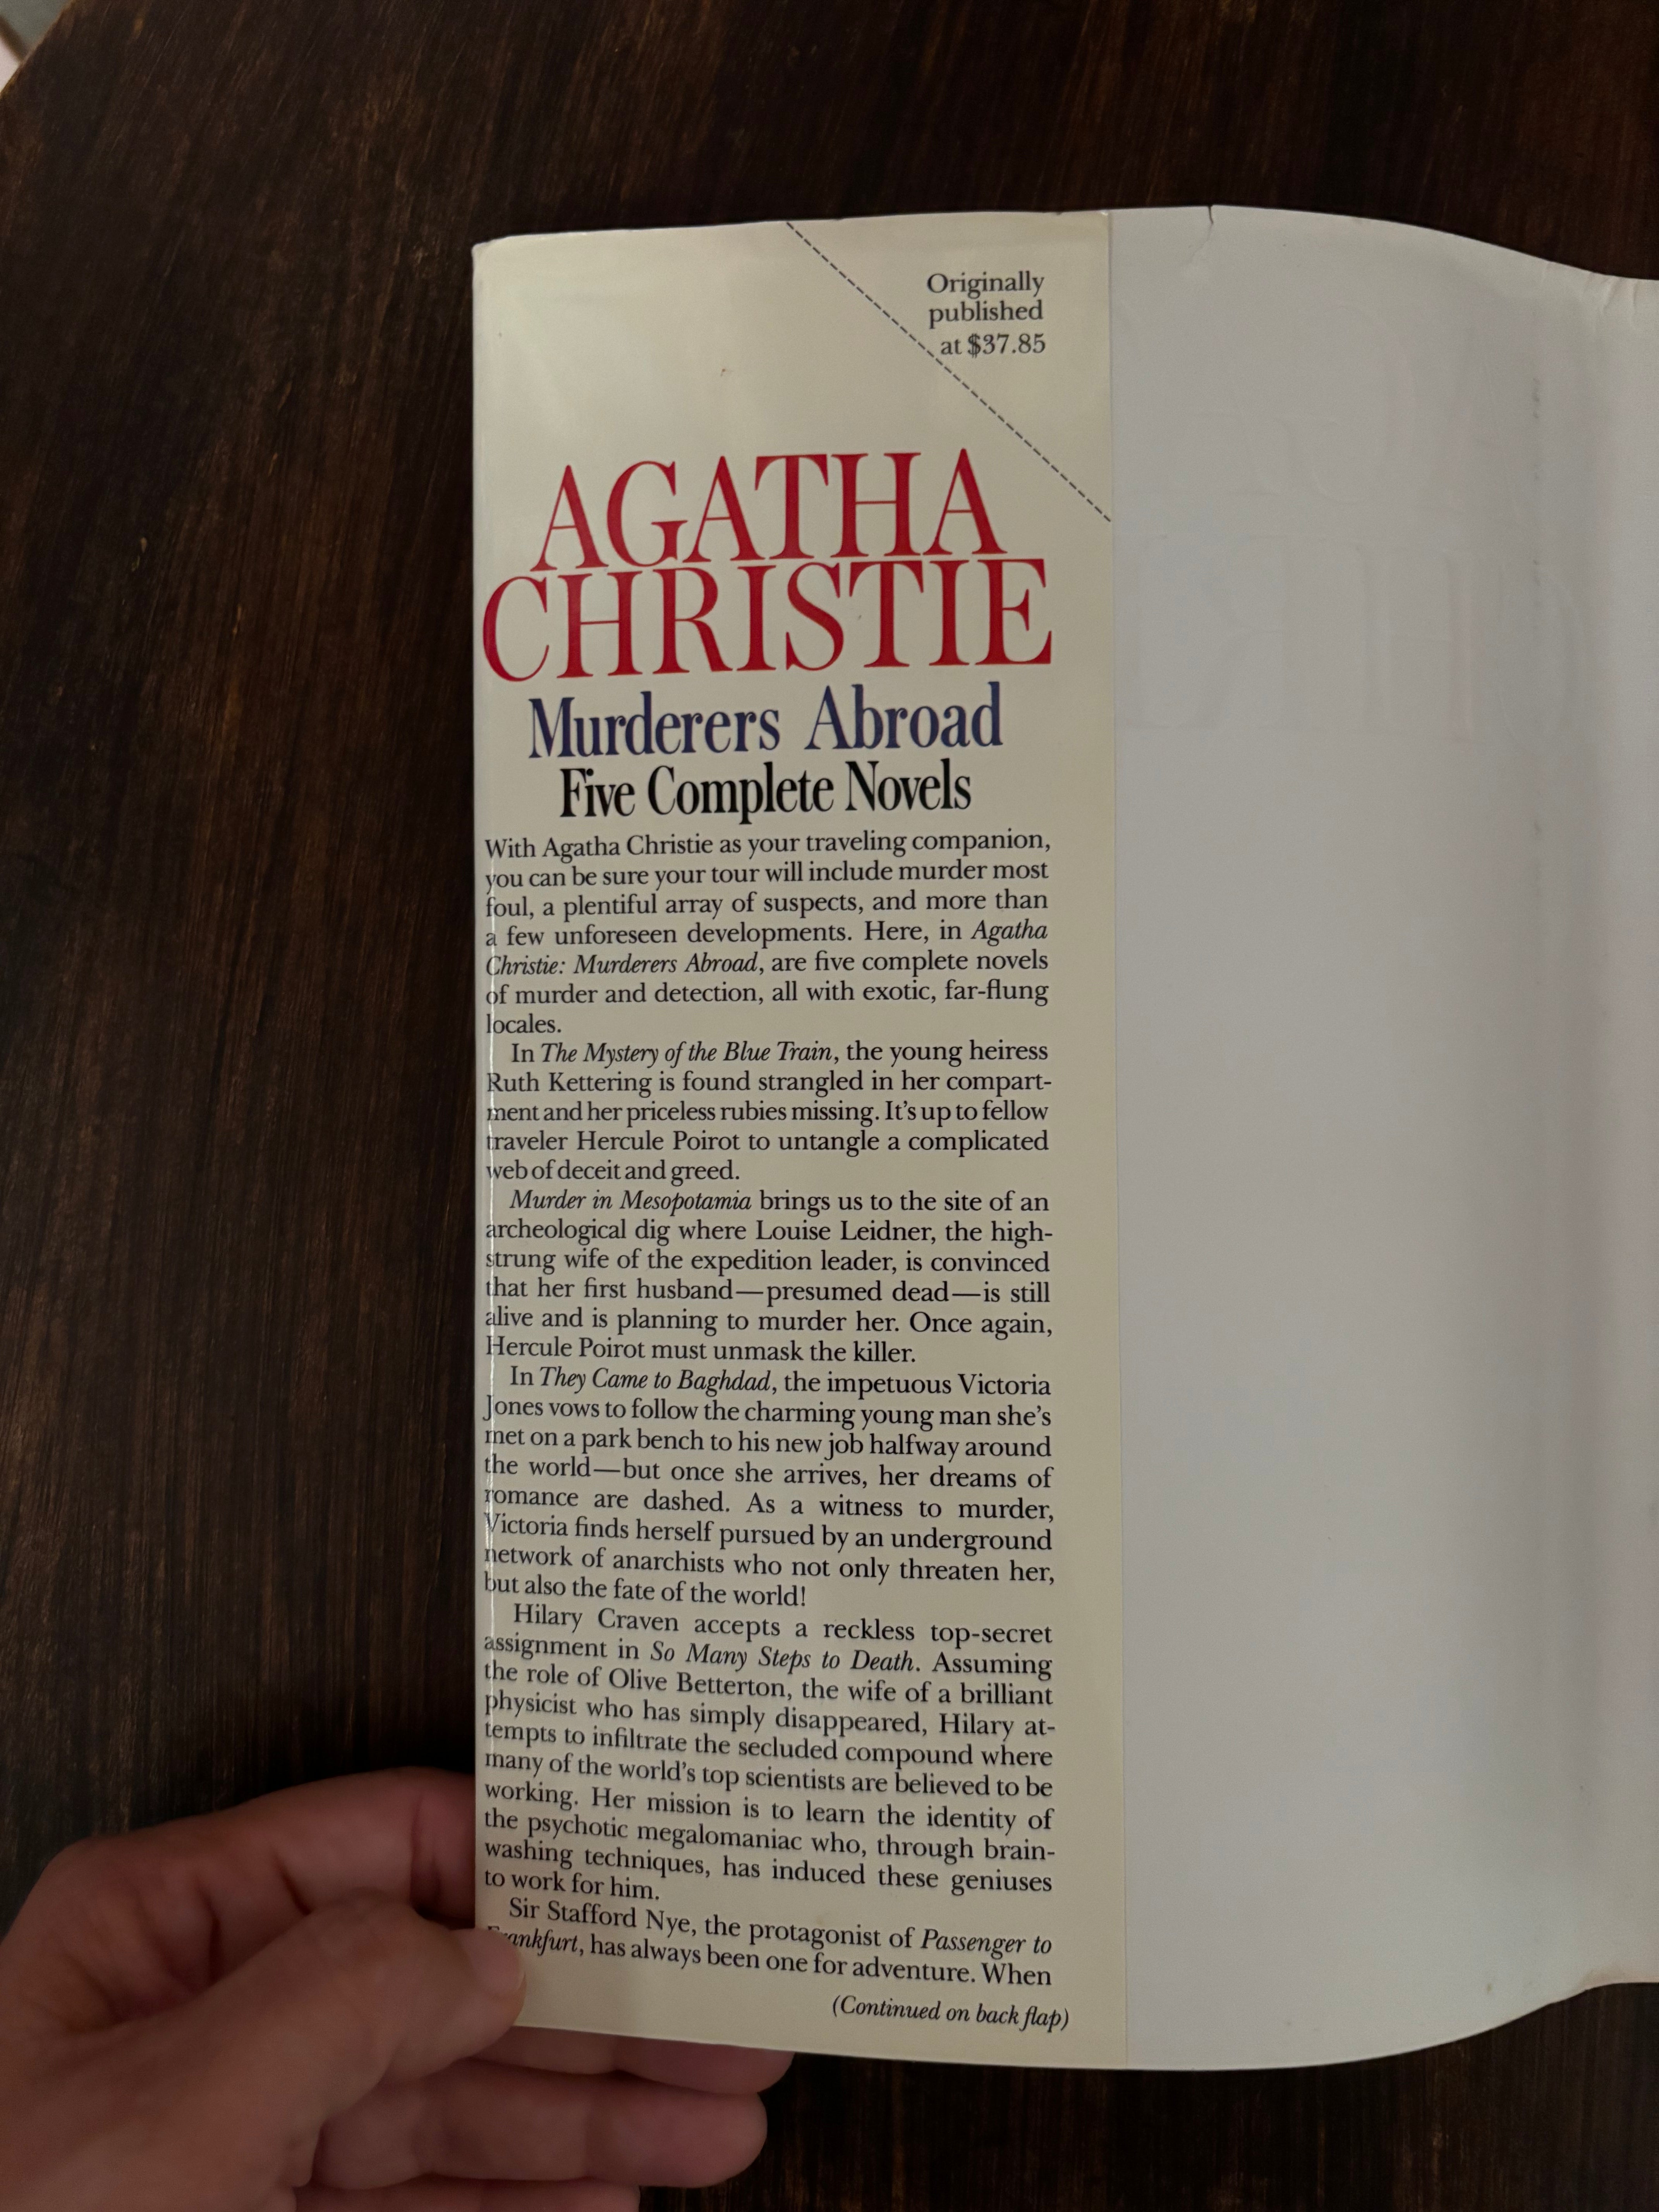 Originally
published
at $37.85
AGATHA
CHRISTIE
Murderers Abroad
Five Complete Novels
With Agatha Christie as your traveling companion,
you can be sure your tour will include murder most
foul, a plentiful array of suspects, and more than
a few unforeseen developments. Here, in Agatha
Christie: Murderers Abroad, are five complete novels
of murder and detection, all with exotic, far-flung
locales.
In The Mystery of the Blue Train, the young heiress
Ruth Kettering is found strangled in her compart-
ment and her priceless rubies missing. It's up to fellow
traveler Hercule Poirot to untangle a complicated
web of deceit and greed.
Murder in Mesopotamia brings us to the site of an
archeological dig where Louise Leidner, the high-
strung wife of the expedition leader, is convinced
that her first husband—presumed dead—is still
alive and is planning to murder her. Once again,
Hercule Poirot must unmask the killer.
In They Came to Baghdad, the impetuous Victoria
Jones vows to follow the charming young man she's
met on a park bench to his new job halfway around
the world—but once she arrives, her dreams of
romance are dashed. As a witness to murder,
Victoria finds herself pursued by an underground
network of anarchists who not only threaten her,
but also the fate of the world!
Hilary Craven accepts a reckless top-secret
assignment in So Many Steps to Death. Assuming
the role of Olive Betterton, the wife of a brilliant
physicist who has simply disappeared, Hilary at-
tempts to infiltrate the secluded compound where
many of the world's top scientists are believed to be
working. Her mission is to learn the identity of
the psychotic megalomaniac who, through brain-
washing techniques, has induced these geniuses
to work for him.
Sir Stafford Nye, the protagonist of Passenger to
Frankfurt, has always been one for adventure. When
(Continued on back flap)